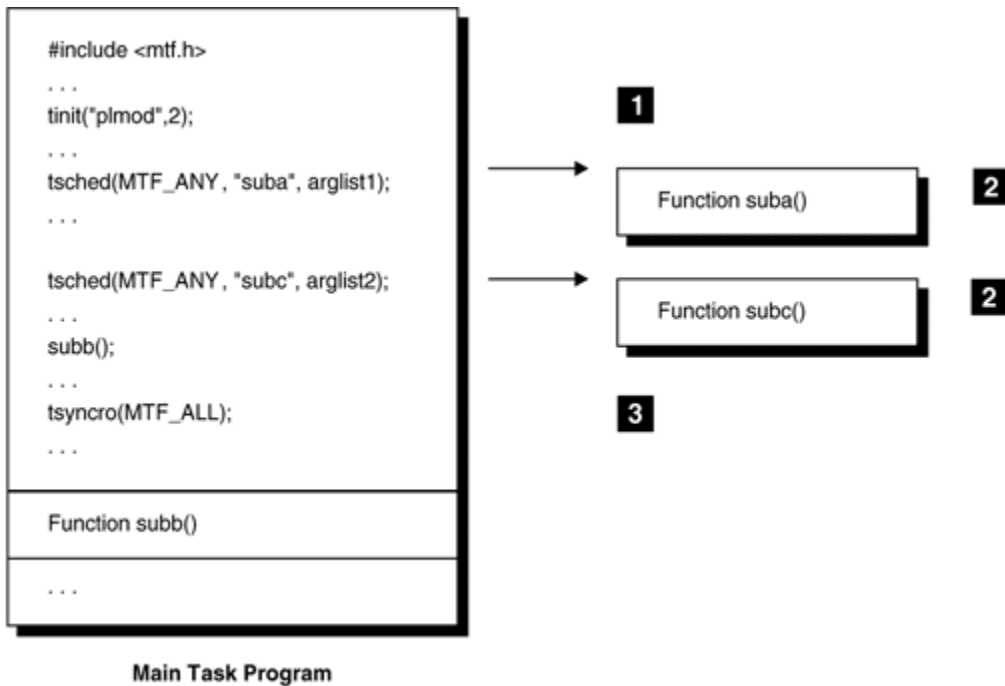 #include <mtf.h>
. . .
tinit("plmod",2);
. . .
tsched(MTF_ANY, "suba", arglist1);
. . .
tsched(MTF_ANY, "subc", arglist2);
. . .
subb();
. . .
tsyncro(MTF_ALL);
. . .
Function subb()
. . .
Main Task Program
1
Function suba()
2
Function subc()
2
3